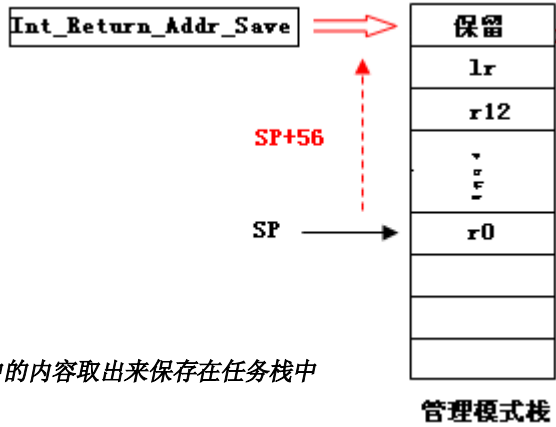 Int_Return_Addr_Save
保留
lr
r12
SP+56
SP
r0
的内容取出来保存在任务栈中
管理模式栈